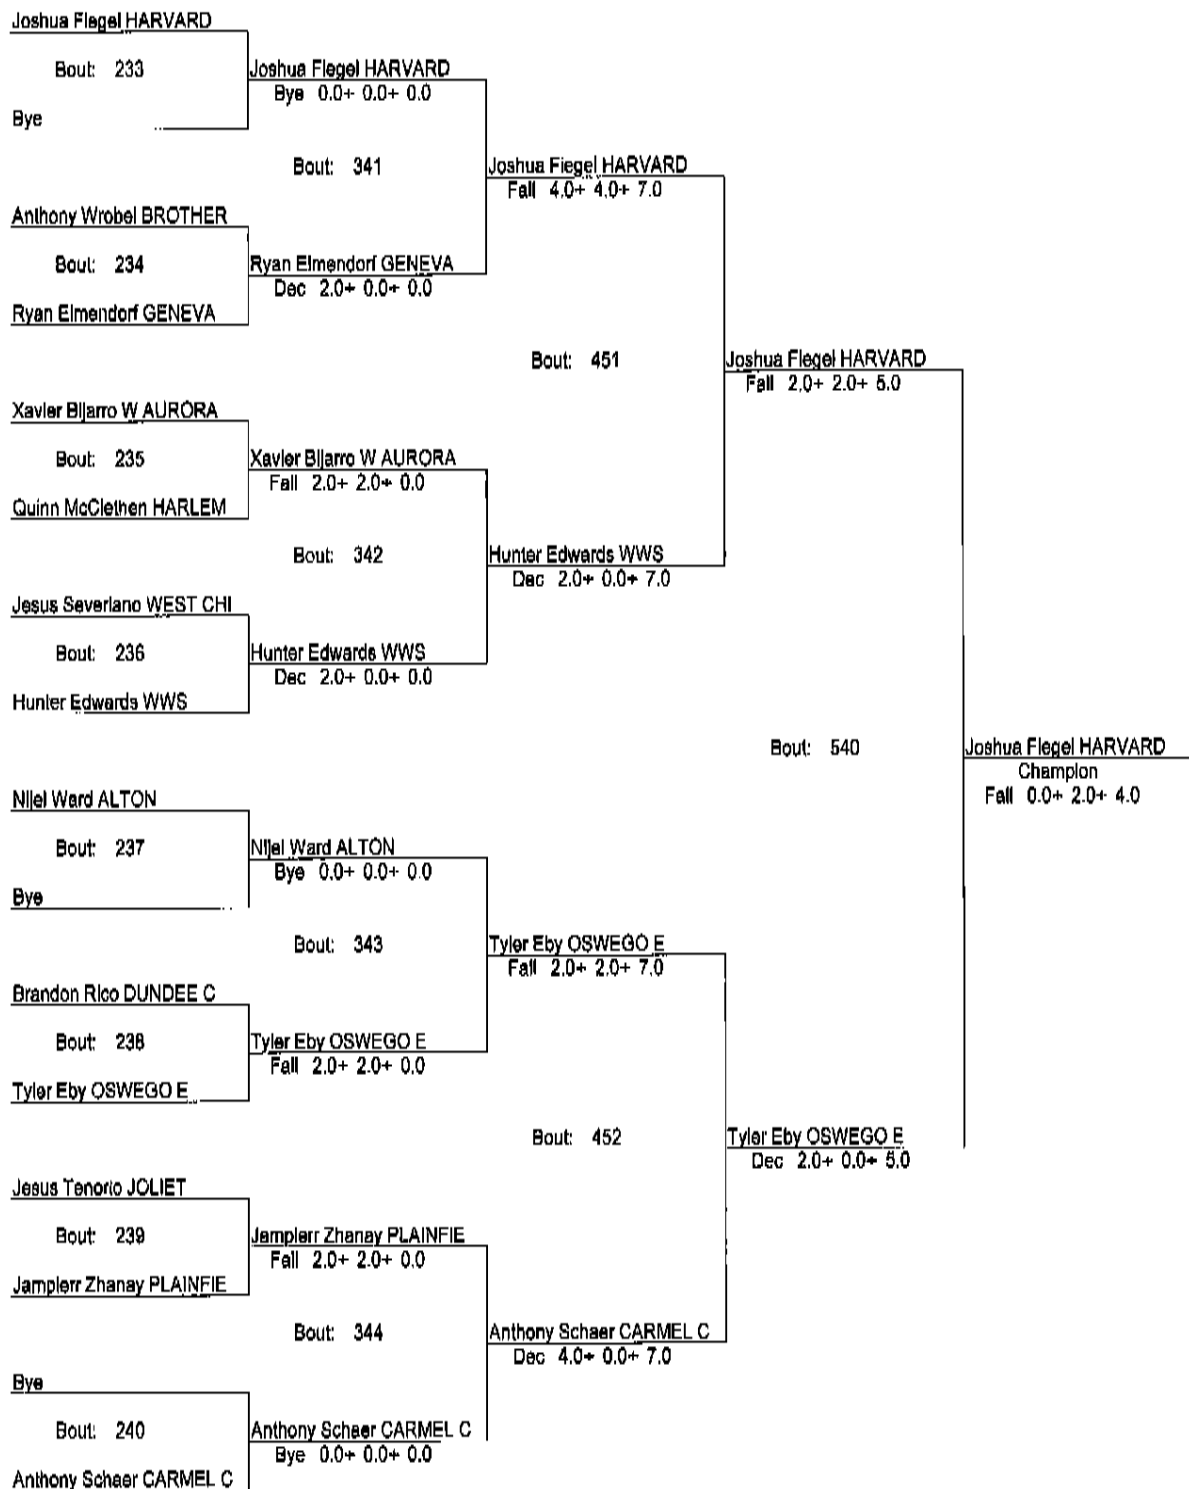 Joshua Fiegel HARVARD
Bout: 233
Joshua Fiegel HARVARD
Bye 0.0+ 0.0+ 0.0
Bye
Bout: 341
Joshua Fiegel HARVARD
Fall 4.0+ 4.0+ 7.0
Anthony Wrobel BROTHER
Bout: 234
Ryan Elmendorf GENEVA
Dec 2.0+ 0.0+ 0.0
Ryan Elmendorf GENEVA
Bout: 451
Joshua Fiegel HARVARD
Fall 2.0+ 2.0+ 5.0
Xavier Bijarro W AURORA
Bout: 235
Xavier Bijarro W AURORA
Fall 2.0+ 2.0+ 0.0
Quinn McClethen HARLEM
Bout: 342
Hunter Edwards WWS
Dec 2.0+ 0.0+ 7.0
Jesus Severiano WEST CHI
Bout: 236
Hunter Edwards WWS
Dec 2.0+ 0.0+ 0.0
Hunter Edwards WWS
Bout: 540
Joshua Fiegel HARVARD
Champion
Fall 0.0+ 2.0+ 4.0
Nijel Ward ALTON
Bout: 237
Nijel Ward ALTON
Bye 0.0+ 0.0+ 0.0
Bye
Bout: 343
Tyler Eby OSWEGO E
Fall 2.0+ 2.0+ 7.0
Brandon Rico DUNDEE C
Bout: 238
Tyler Eby OSWEGO E
Fall 2.0+ 2.0+ 0.0
Tyler Eby OSWEGO E
Bout: 452
Tyler Eby OSWEGO E
Dec 2.0+ 0.0+ 5.0
Jesus Tenorio JOLIET
Bout: 239
Jamplerr Zhanay PLAINFIE
Fall 2.0+ 2.0+ 0.0
Jamplerr Zhanay PLAINFIE
Bout: 344
Anthony Schaer CARMEL C
Dec 4.0+ 0.0+ 7.0
Bye
Bout: 240
Anthony Schaer CARMEL C
Bye 0.0+ 0.0+ 0.0
Anthony Schaer CARMEL C